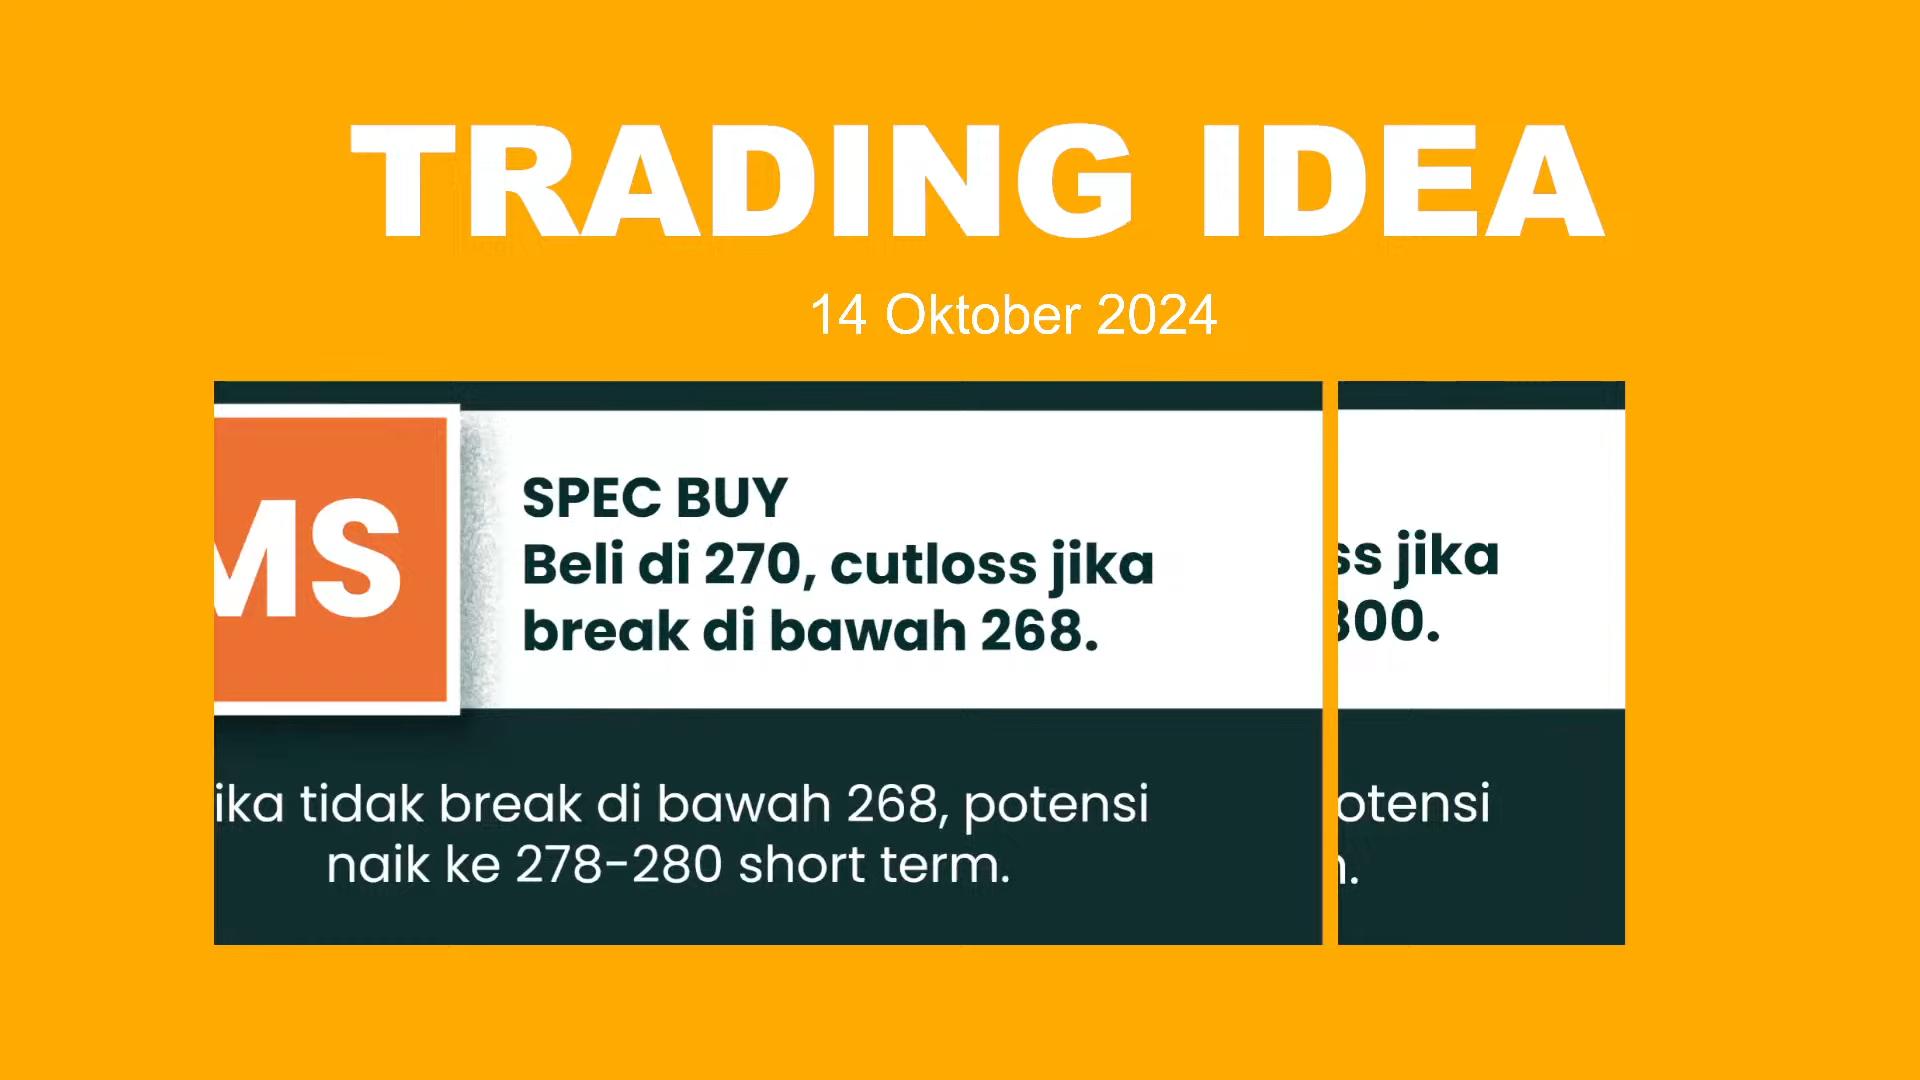 TRADING IDEA
14 Oktober 2024
MS
SPEC BUY
Beli di 270, cutloss jika
break di bawah 268.
ika tidak break di bawah 268, potensi
naik ke 278-280 short term.
ss jika
300.
otensi